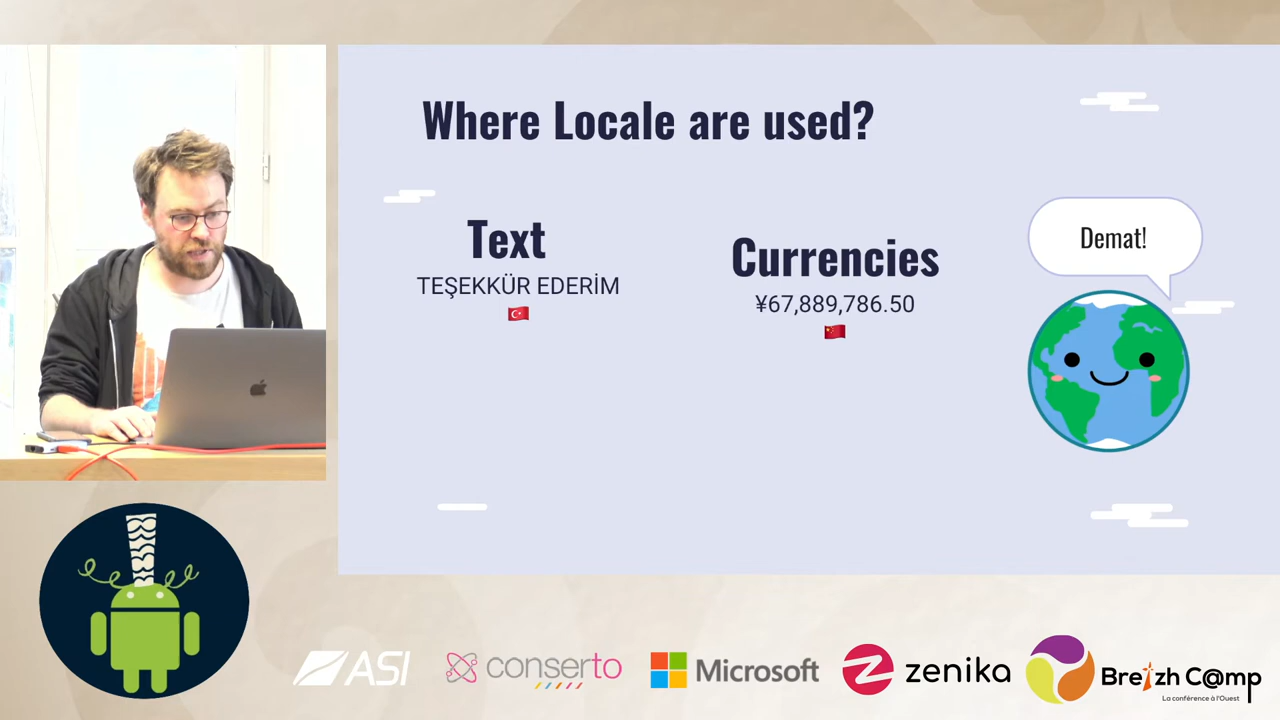 Where Locale are used?
Text
TEŞEKKÜR EDERİM
Currencies
¥67,889,786.50
Demat!
ASI
conserto
Microsoft
zenika
Breizh C@mp
La conférence à l'Ouest